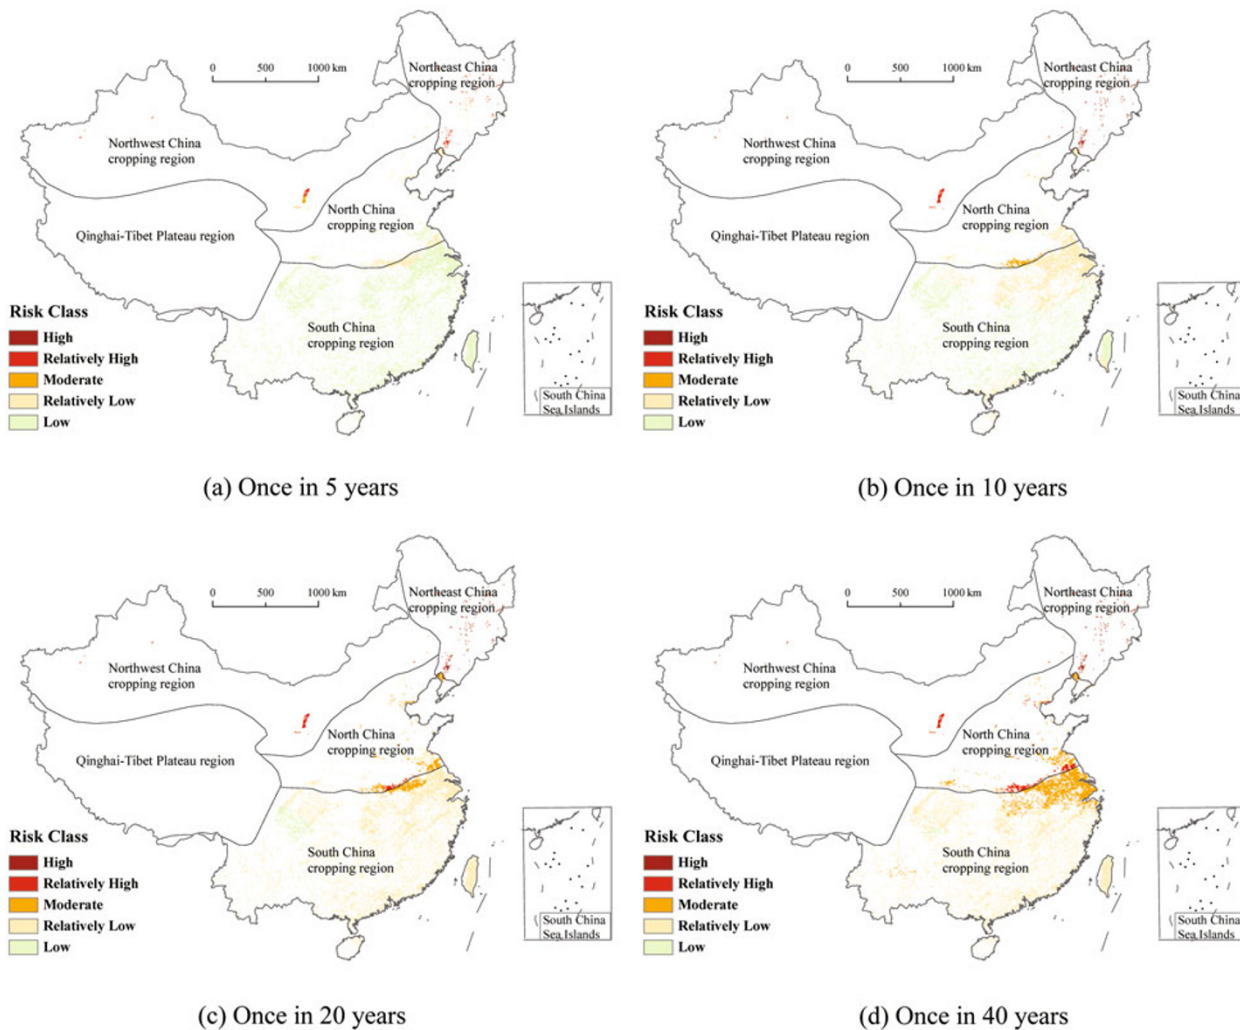 0 500 1000 km
Northeast China
cropping region
Northwest China
cropping region
North China
cropping region
Qinghai-Tibet Plateau region
South China
cropping region
Risk Class
High
Relatively High
Moderate
Relatively Low
Low
South China
Sea Islands
(a) Once in 5 years
0 500 1000 km
Northeast China
cropping region
Northwest China
cropping region
North China
cropping region
Qinghai-Tibet Plateau region
South China
cropping region
Risk Class
High
Relatively High
Moderate
Relatively Low
Low
South China
Sea Islands
(b) Once in 10 years
0 500 1000 km
Northeast China
cropping region
Northwest China
cropping region
North China
cropping region
Qinghai-Tibet Plateau region
South China
cropping region
Risk Class
High
Relatively High
Moderate
Relatively Low
Low
South China
Sea Islands
(c) Once in 20 years
0 500 1000 km
Northeast China
cropping region
Northwest China
cropping region
North China
cropping region
Qinghai-Tibet Plateau region
South China
cropping region
Risk Class
High
Relatively High
Moderate
Relatively Low
Low
South China
Sea Islands
(d) Once in 40 years